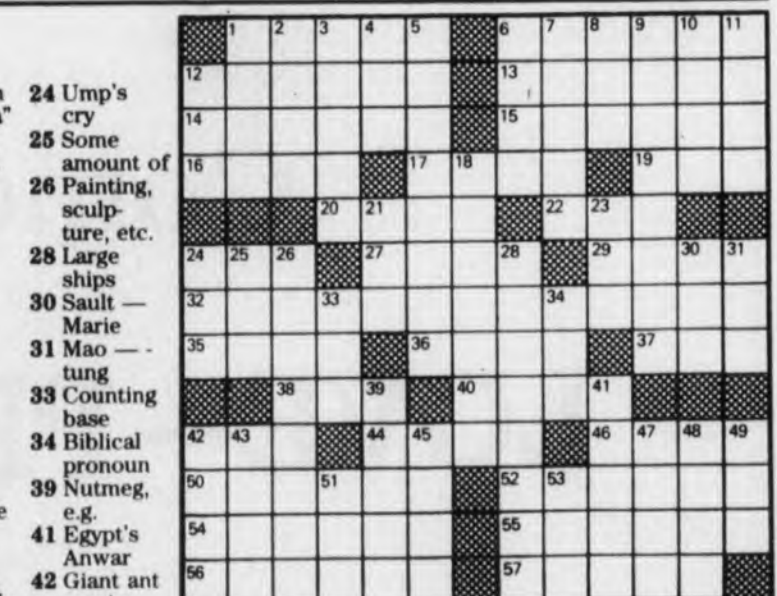 24 Ump's
cry
25 Some
amount of
26 Painting,
sculp-
ture, etc.
28 Large
ships
30 Sault —
Marie
31 Mao — -
tung
33 Counting
base
34 Biblical
pronoun
39 Nutmeg,
e.g.
41 Egypt's
Anwar
42 Giant ant
1 2 3 4 5 6 7 8 9 10 11
12 13
14 15
16 17 18 19
20 21 22 23
24 25 26 27 28 29 30 31
32 33 34
35 36 37
38 39 40 41
42 43 44 45 46 47 48 49
50 51 52 53
54 55
56 57